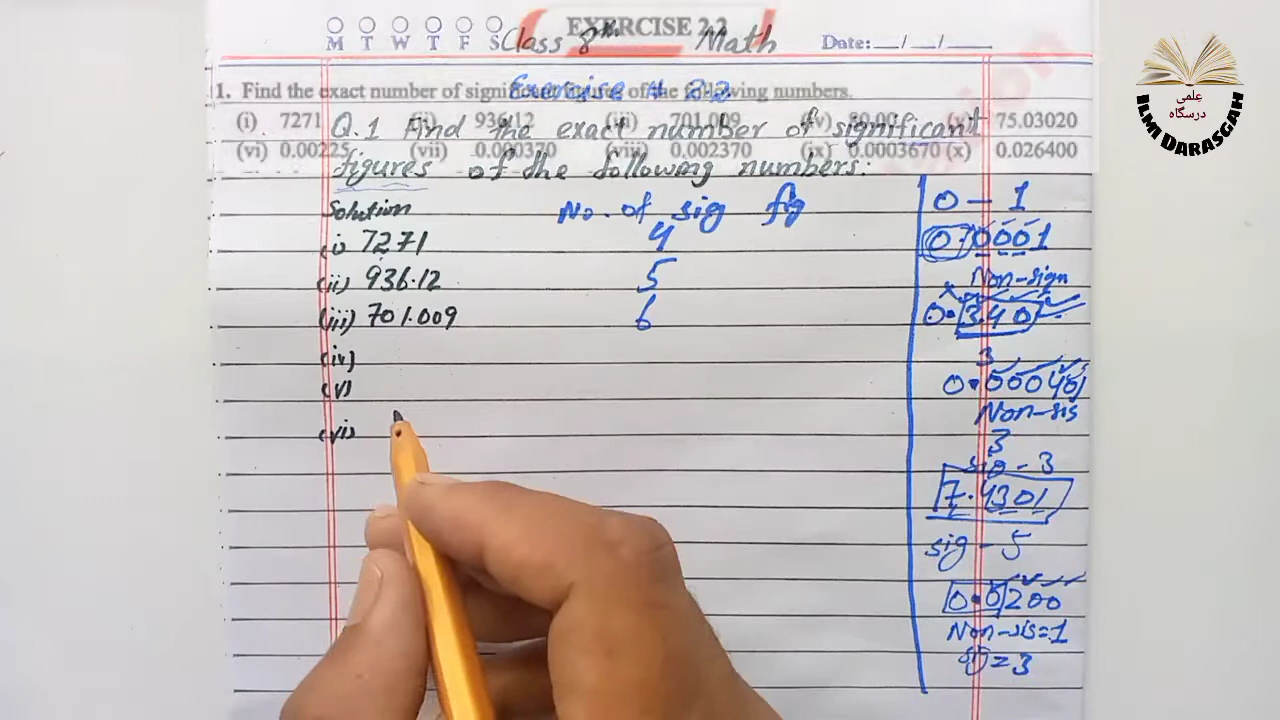 EXERCISE 2.2
M T W T F S
Class 8th Math
Date: __/__/____
Exercise # 2.2
1. Find the exact number of significant figures of the following numbers.
(i) 7271 (ii) 936.12 (iii) 701.009 (iv) 75.03020
(vi) 0.00225 (vii) 0.000370 (viii) 0.002370 (ix) 0.0003670 (x) 0.026400
Q.1 Find the exact number of significant
figures of the following numbers:
Solution No. of sig fig
(i) 7271 4
(ii) 936.12 5
(iii) 701.009 6
(iv)
(v)
(vi)
0 – 1
Non-sign
0.340
3
0.000401
Non-sis
3
sig – 3
7.4301
sig – 5
0.0200
Non-sis=1
= 3
علمی
درسگاہ
ILMI DARASGAH